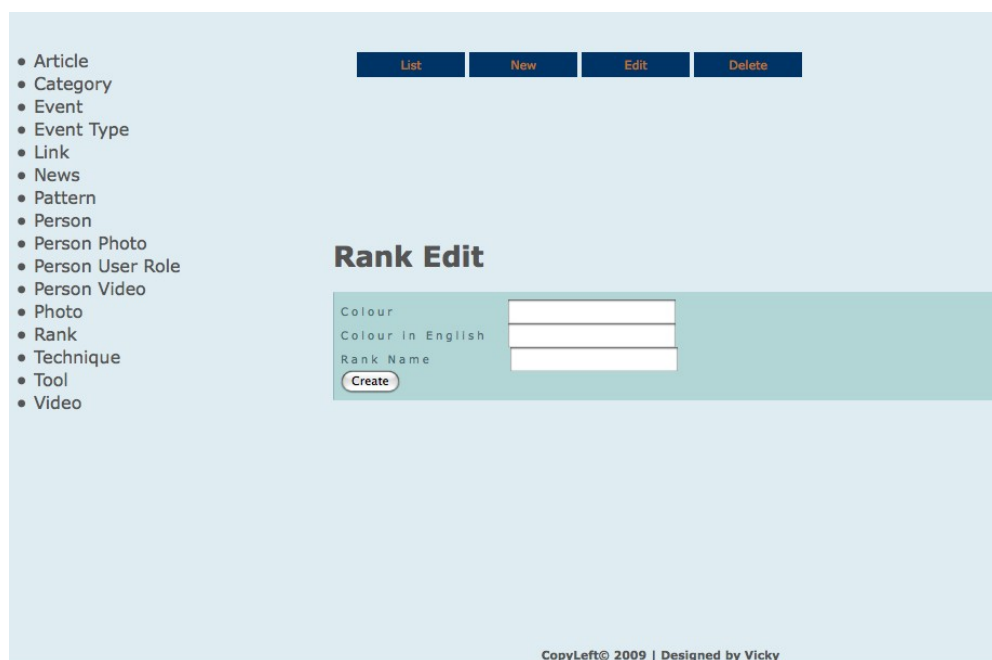 Article
Category
Event
Event Type
Link
News
Pattern
Person
Person Photo
Person User Role
Person Video
Photo
Rank
Technique
Tool
Video
List New Edit Delete
Rank Edit
Colour
Colour in English
Rank Name
Create
CopyLeft© 2009 | Designed by Vicky